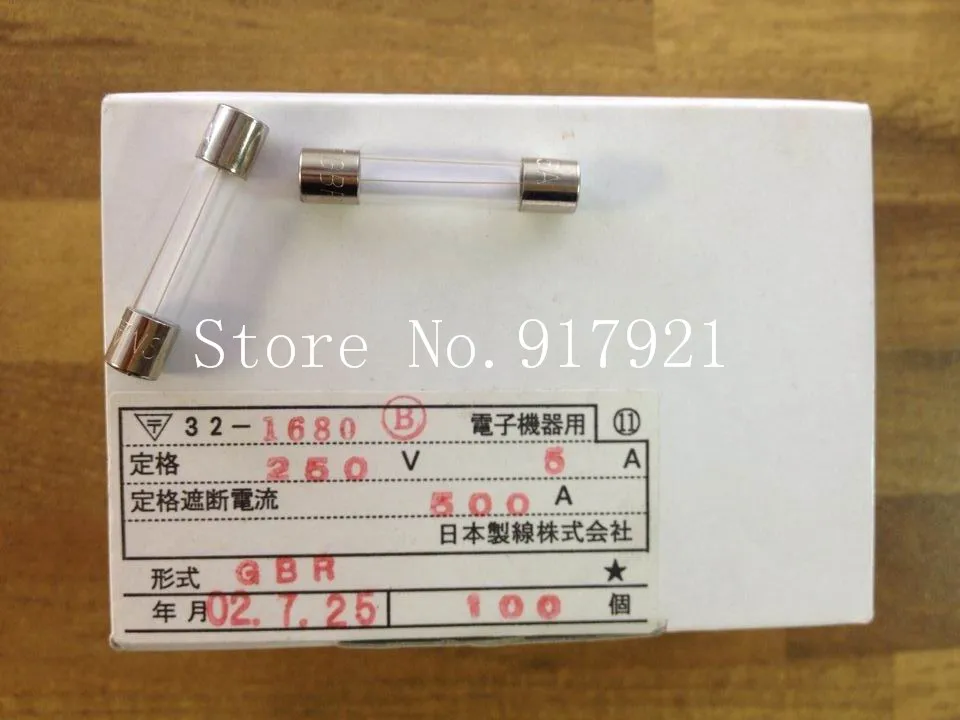 GBR
5A
Store No.917921
〒 32-1680 Ⓑ 電子機器用 ⑪
定格 250 V 5 A
定格遮断電流 500 A
日本製線株式会社
形式 GBR ★
年月 02.7.25 100 個